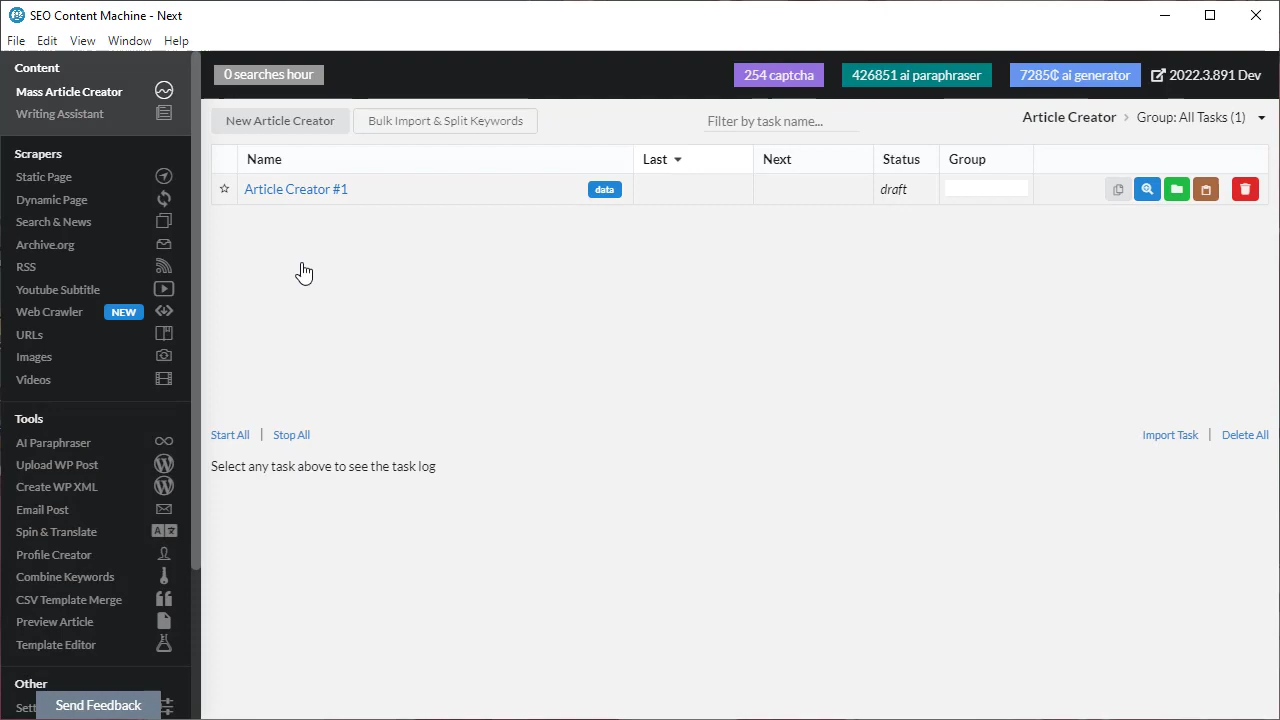 SEO Content Machine - Next
File Edit View Window Help
Content
Mass Article Creator
Writing Assistant
Scrapers
Static Page
Dynamic Page
Search & News
Archive.org
RSS
Youtube Subtitle
Web Crawler NEW
URLs
Images
Videos
Tools
AI Paraphraser
Upload WP Post
Create WP XML
Email Post
Spin & Translate
Profile Creator
Combine Keywords
CSV Template Merge
Preview Article
Template Editor
Other
Send Feedback
0 searches hour 254 captcha 426851 ai paraphraser 7285₵ ai generator 2022.3.891 Dev
New Article Creator Bulk Import & Split Keywords Filter by task name... Article Creator > Group: All Tasks (1)
Name Last Next Status Group
Article Creator #1 data draft
Start All | Stop All Import Task | Delete All
Select any task above to see the task log